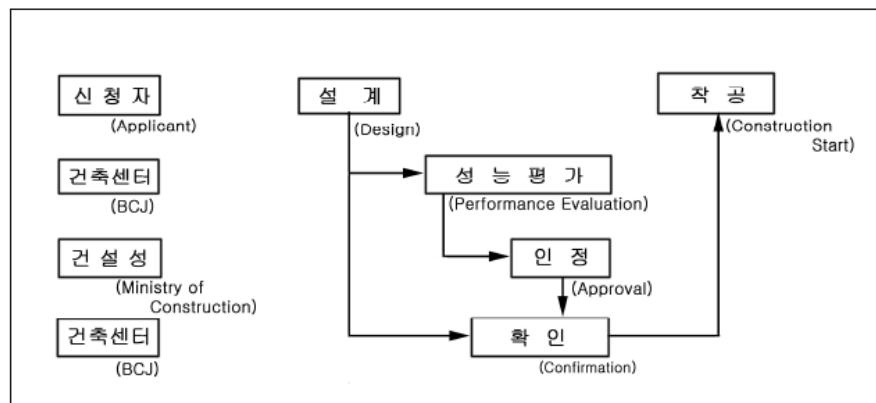 신 청 자
(Applicant)
설 계
(Design)
착 공
(Construction
Start)
건축센터
(BCJ)
성 능 평 가
(Performance Evaluation)
건 설 성
(Ministry of
Construction)
인 정
(Approval)
건축센터
(BCJ)
확 인
(Confirmation)